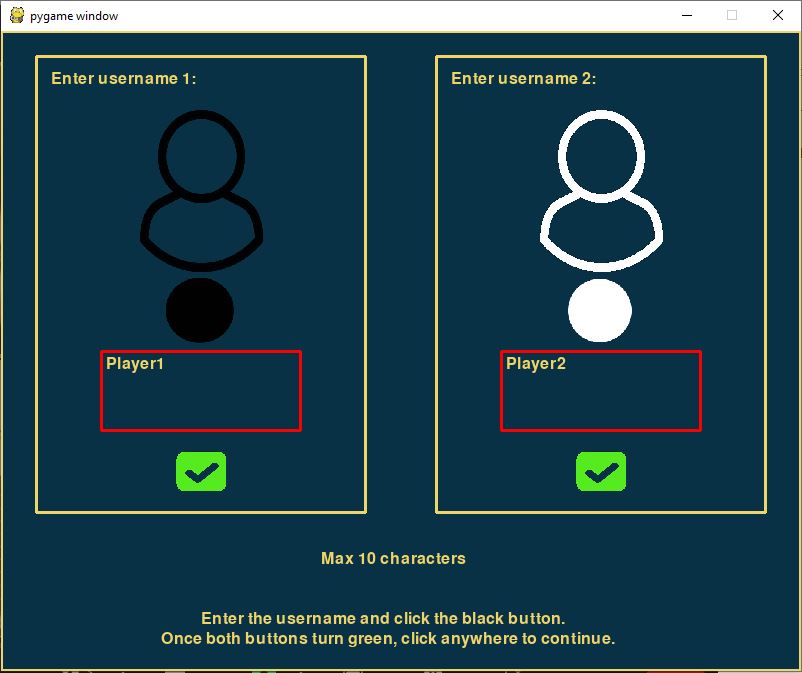 pygame window
Enter username 1:
Enter username 2:
Player1
Player2
Max 10 characters
Enter the username and click the black button.
Once both buttons turn green, click anywhere to continue.